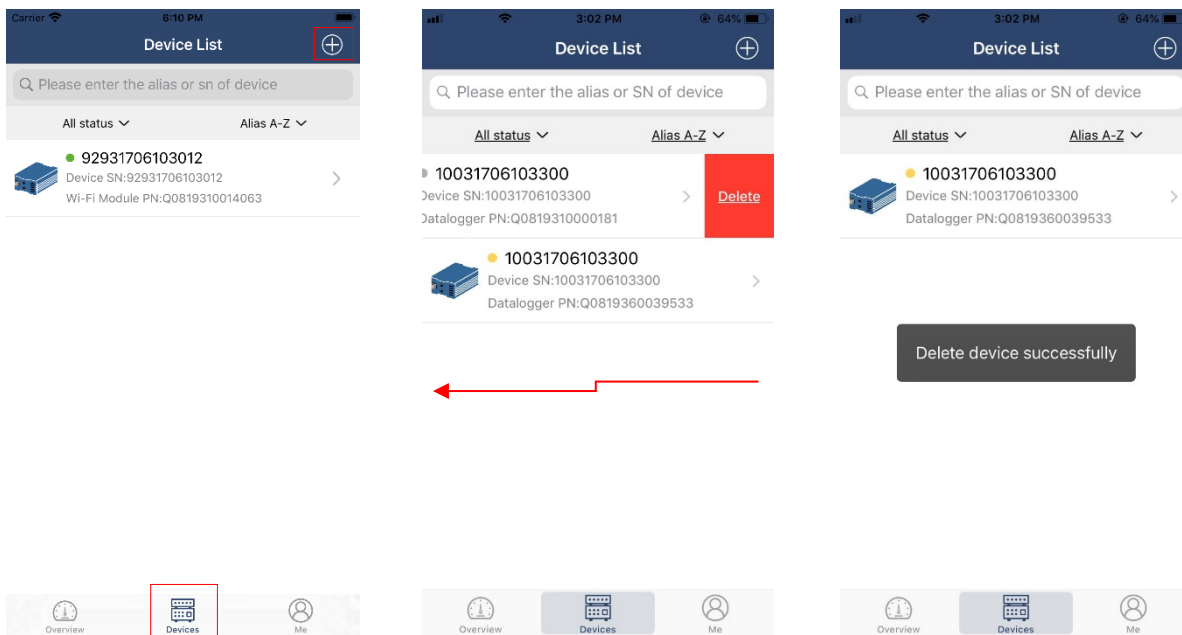 Carrier 6:10 PM
Device List
Please enter the alias or sn of device
All status Alias A-Z
92931706103012
Device SN:92931706103012
Wi-Fi Module PN:Q0819310014063
Overview Devices Me
3:02 PM 64%
Device List
Please enter the alias or SN of device
All status Alias A-Z
10031706103300
Device SN:10031706103300
Datalogger PN:Q0819310000181
Delete
10031706103300
Device SN:10031706103300
Datalogger PN:Q0819360039533
Overview Devices Me
3:02 PM 64%
Device List
Please enter the alias or SN of device
All status Alias A-Z
10031706103300
Device SN:10031706103300
Datalogger PN:Q0819360039533
Delete device successfully
Overview Devices Me